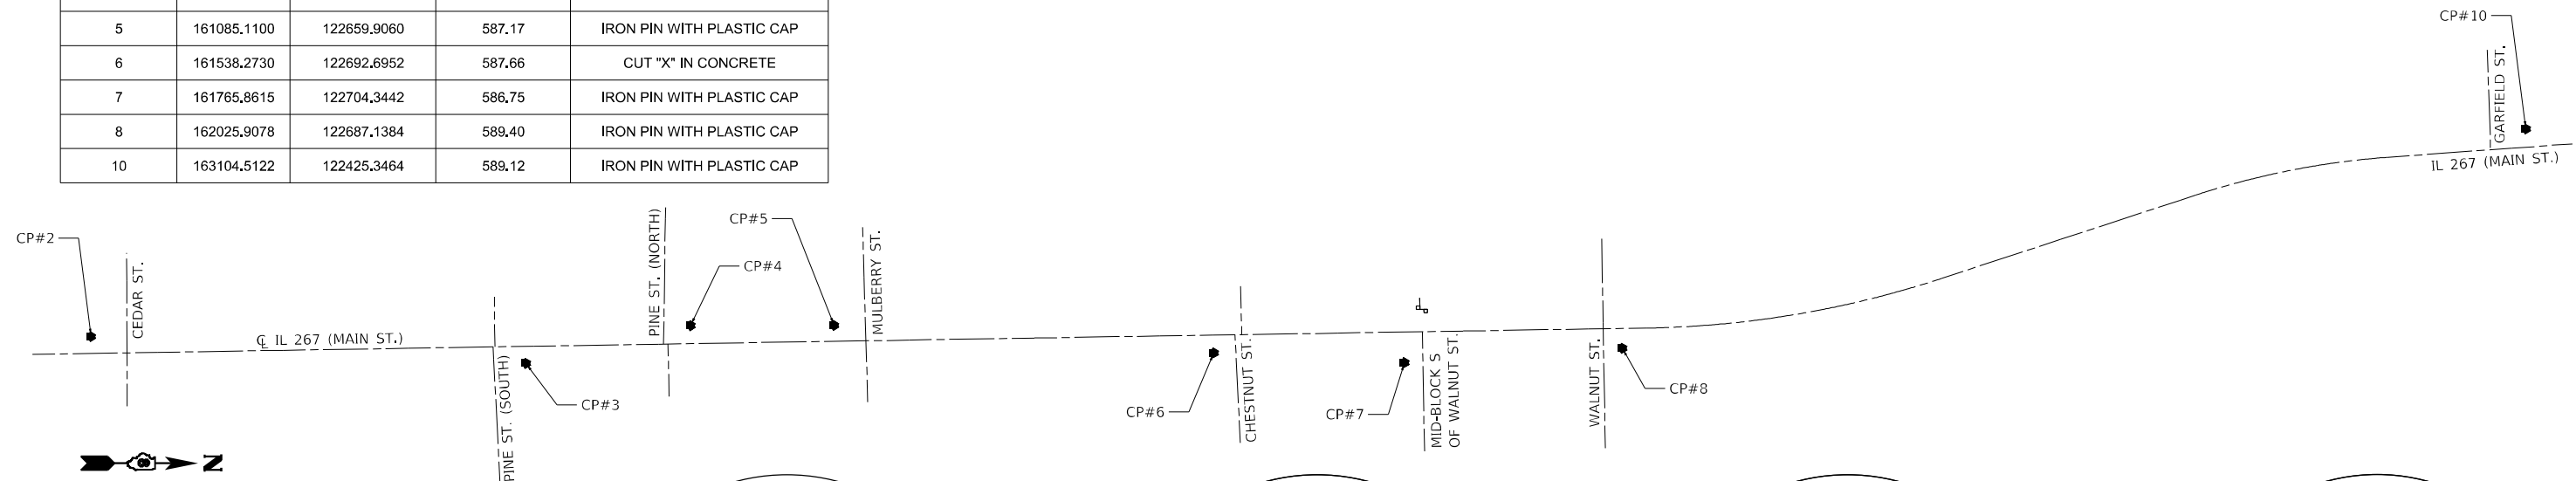 5 161085.1100 122659.9060 587.17 IRON PIN WITH PLASTIC CAP
6 161538.2730 122692.6952 587.66 CUT "X" IN CONCRETE
7 161765.8615 122704.3442 586.75 IRON PIN WITH PLASTIC CAP
8 162025.9078 122687.1384 589.40 IRON PIN WITH PLASTIC CAP
10 163104.5122 122425.3464 589.12 IRON PIN WITH PLASTIC CAP
CP#10
GARFIELD ST.
IL 267 (MAIN ST.)
CP#2
CEDAR ST.
℄ IL 267 (MAIN ST.)
PINE ST. (SOUTH)
CP#3
PINE ST. (NORTH)
CP#4
CP#5
MULBERRY ST.
CP#6
CHESTNUT ST.
CP#7
MID-BLOCK S
OF WALNUT ST.
WALNUT ST.
CP#8
N